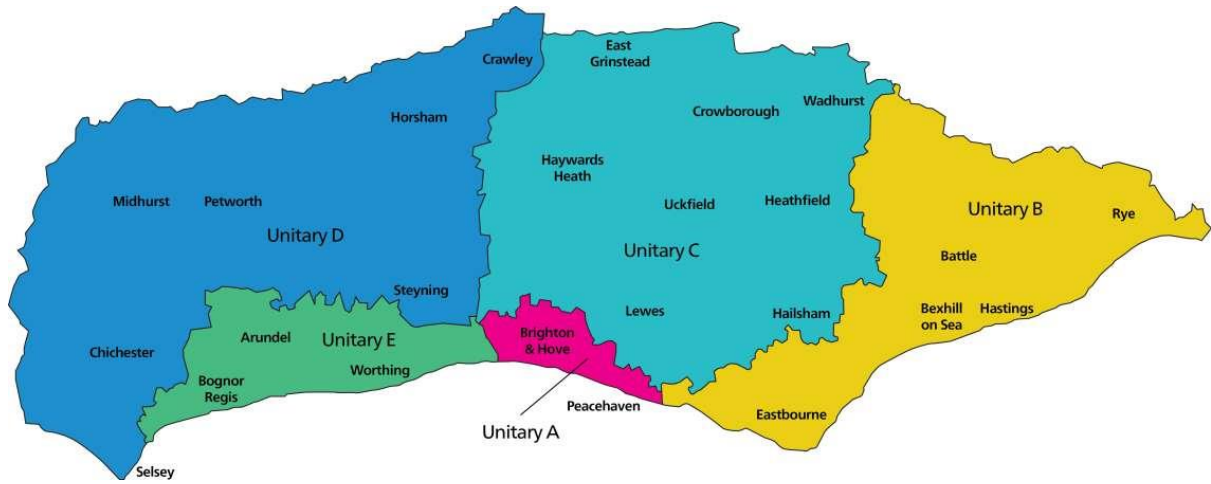 Crawley
East
Grinstead
Horsham
Crowborough
Wadhurst
Haywards
Heath
Midhurst
Petworth
Uckfield
Heathfield
Unitary B
Rye
Unitary D
Unitary C
Battle
Steyning
Lewes
Hailsham
Bexhill
on Sea
Hastings
Chichester
Arundel
Unitary E
Brighton
& Hove
Bognor
Regis
Worthing
Peacehaven
Eastbourne
Unitary A
Selsey